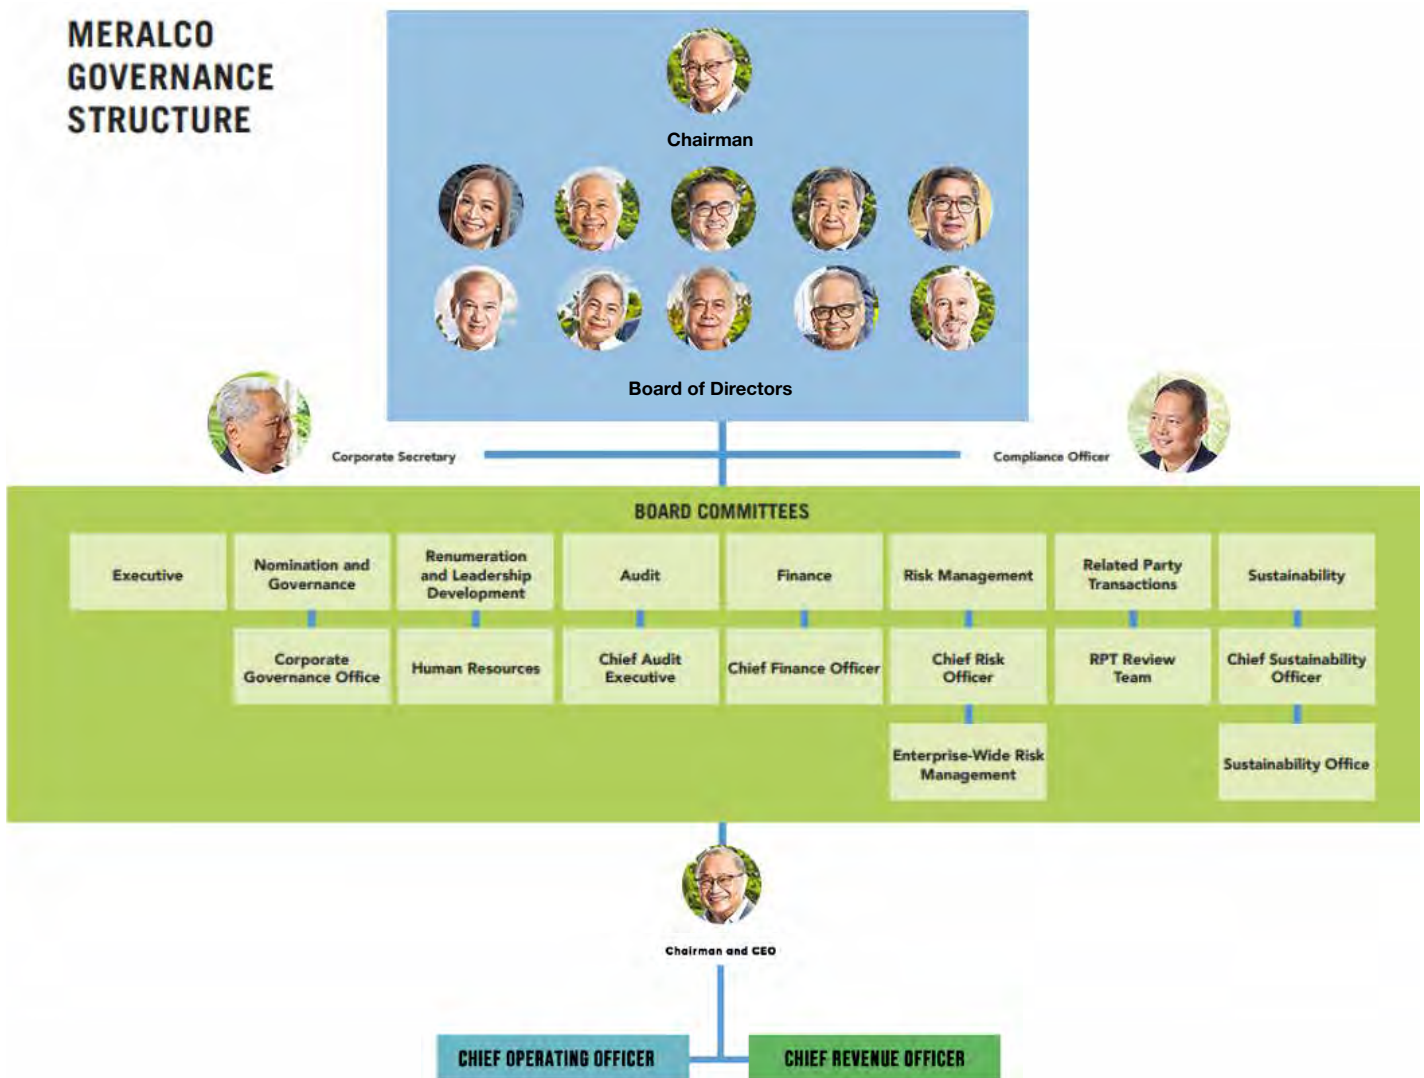 MERALCO
GOVERNANCE
STRUCTURE
Chairman
Board of Directors
Corporate Secretary
Compliance Officer
BOARD COMMITTEES
Executive
Nomination and
Governance
Renumeration
and Leadership
Development
Audit
Finance
Risk Management
Related Party
Transactions
Sustainability
Corporate
Governance Office
Human Resources
Chief Audit
Executive
Chief Finance Officer
Chief Risk
Officer
RPT Review
Team
Chief Sustainability
Officer
Enterprise-Wide Risk
Management
Sustainability Office
Chairman and CEO
CHIEF OPERATING OFFICER
CHIEF REVENUE OFFICER